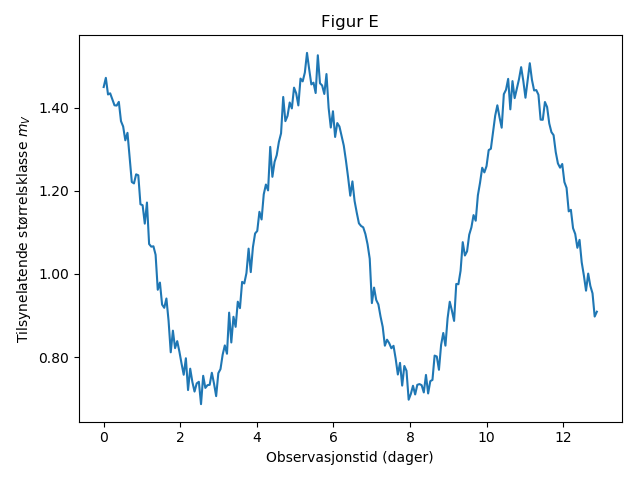 Figur E
Tilsynelatende størrelsklasse m_V
1.40
1.20
1.00
0.80
0 2 4 6 8 10 12
Observasjonstid (dager)